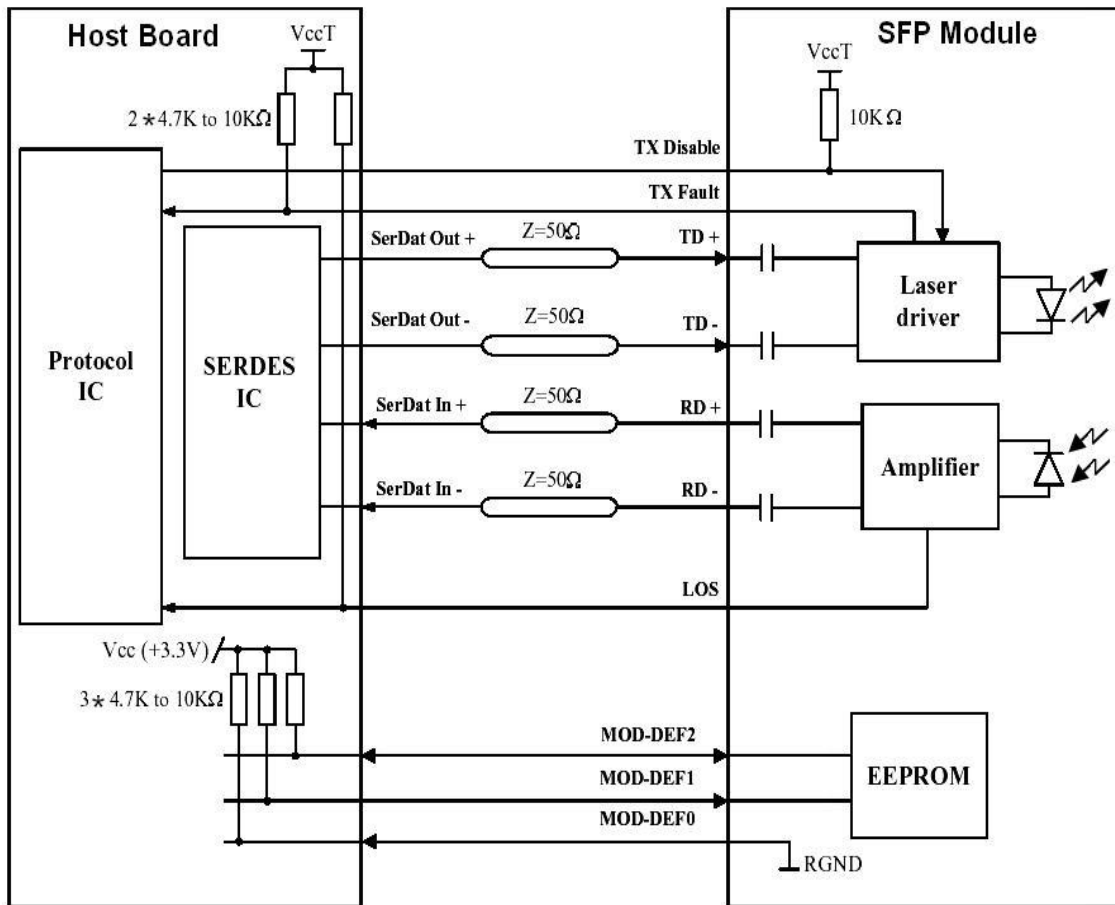 Host Board
SFP Module
VccT
VccT
2*4.7K to 10KΩ
10KΩ
TX Disable
TX Fault
SerDat Out +
Z=50Ω
TD +
SerDat Out -
Z=50Ω
TD -
Laser
driver
Protocol
IC
SERDES
IC
SerDat In +
Z=50Ω
RD +
SerDat In -
Z=50Ω
RD -
Amplifier
LOS
Vcc (+3.3V)
3*4.7K to 10KΩ
MOD-DEF2
MOD-DEF1
MOD-DEF0
EEPROM
RGND